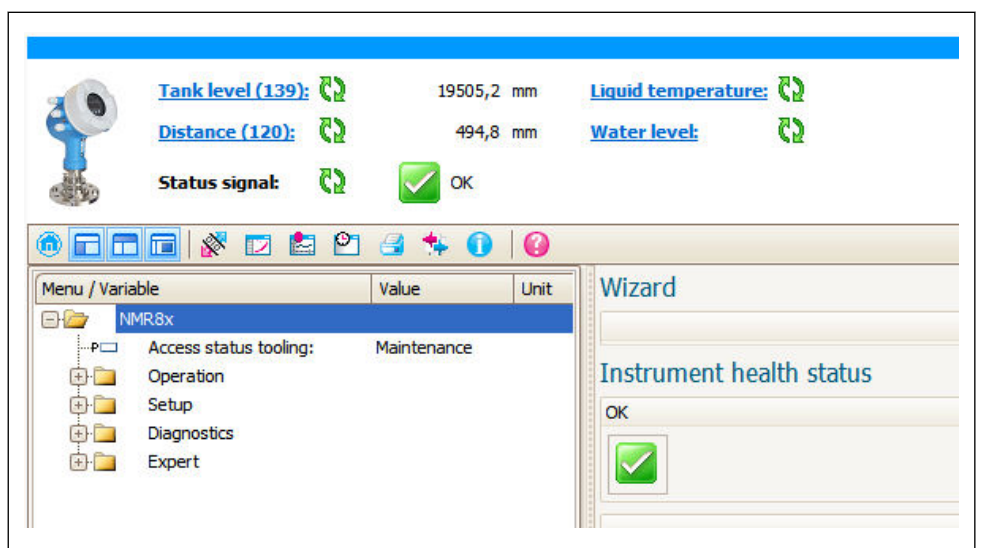 Tank level (139): 19505,2 mm Liquid temperature:
Distance (120): 494,8 mm Water level:
Status signal: OK
Menu / Variable Value Unit
NMR8x
Access status tooling: Maintenance
Operation
Setup
Diagnostics
Expert
Wizard
Instrument health status
OK